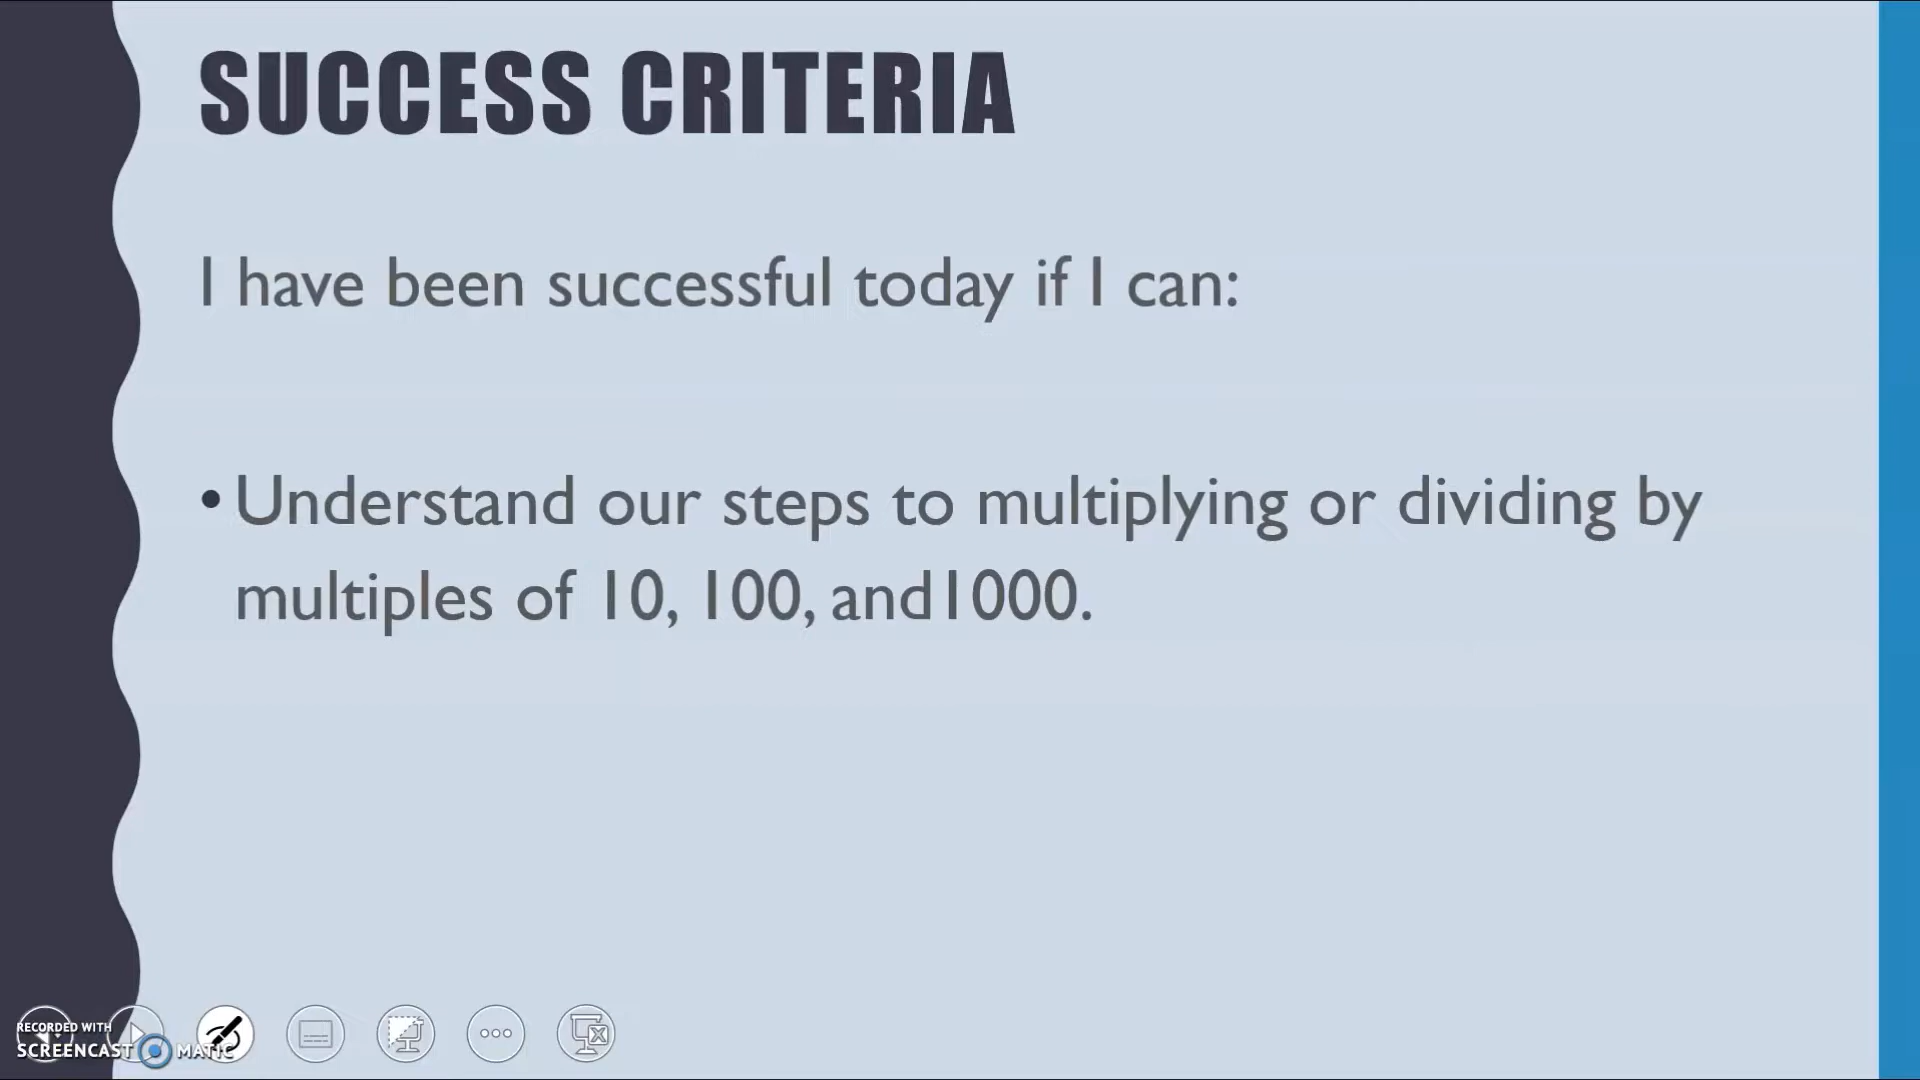 SUCCESS CRITERIA
I have been successful today if I can:
• Understand our steps to multiplying or dividing by
multiples of 10, 100, and1000.
RECORDED WITH
SCREENCAST MATIC